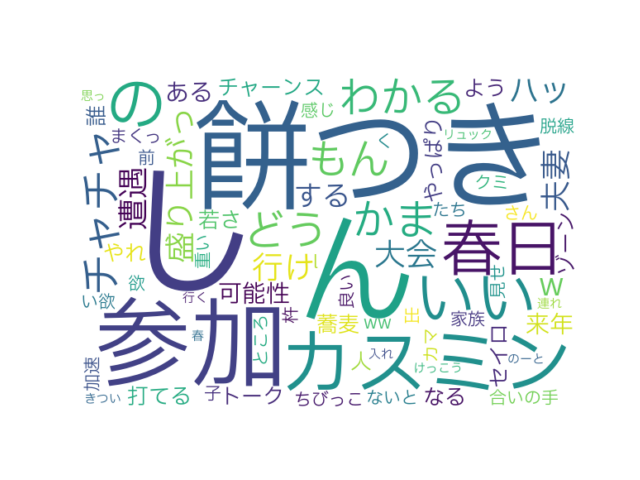 思っ
ある
チャーンス
わかる
よう
ハッ
誰
の
感じ
餅つき
やっぱり
リュック
脱線
まくっ
盛り上がっ
もん
く
クミ
夫妻
前
チャチャ
遭遇
しん
する
かま
たち
さん
ゾーン
若さ
どう
大会
春日
やれ
重い
行け
！
見せ
w
い欲
欲
可能性
良い
いい
連れ
行く
杵
蕎麦
ww
出
家族
セイロ
来年
参加
春
ところ
カスミン
人
カマ
入れ
のーと
加速
けっこう
きつい
打てる
子
トーク
ちびっこ
ないと
なる
合いの手